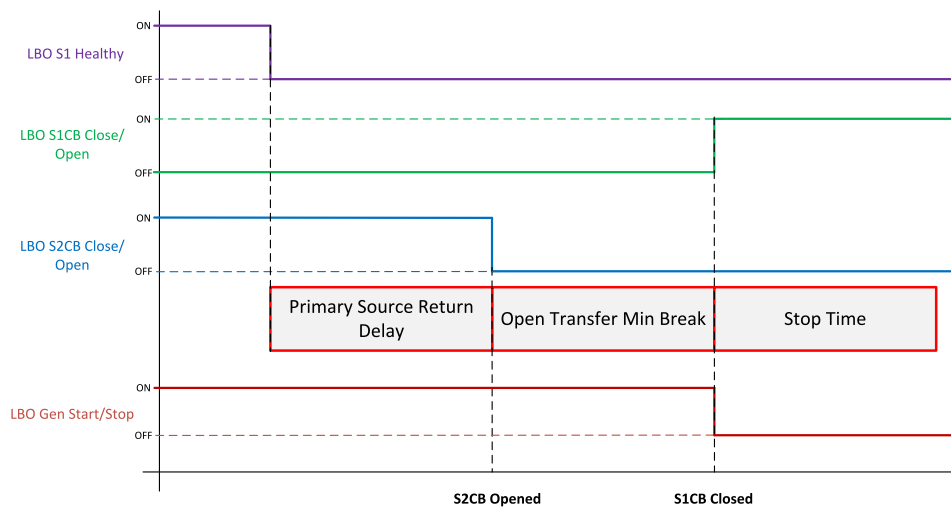 ON
LBO S1 Healthy
OFF
ON
LBO S1CB Close/
Open
OFF
ON
LBO S2CB Close/
Open
OFF
Primary Source Return
Delay
Open Transfer Min Break
Stop Time
ON
LBO Gen Start/Stop
OFF
S2CB Opened
S1CB Closed